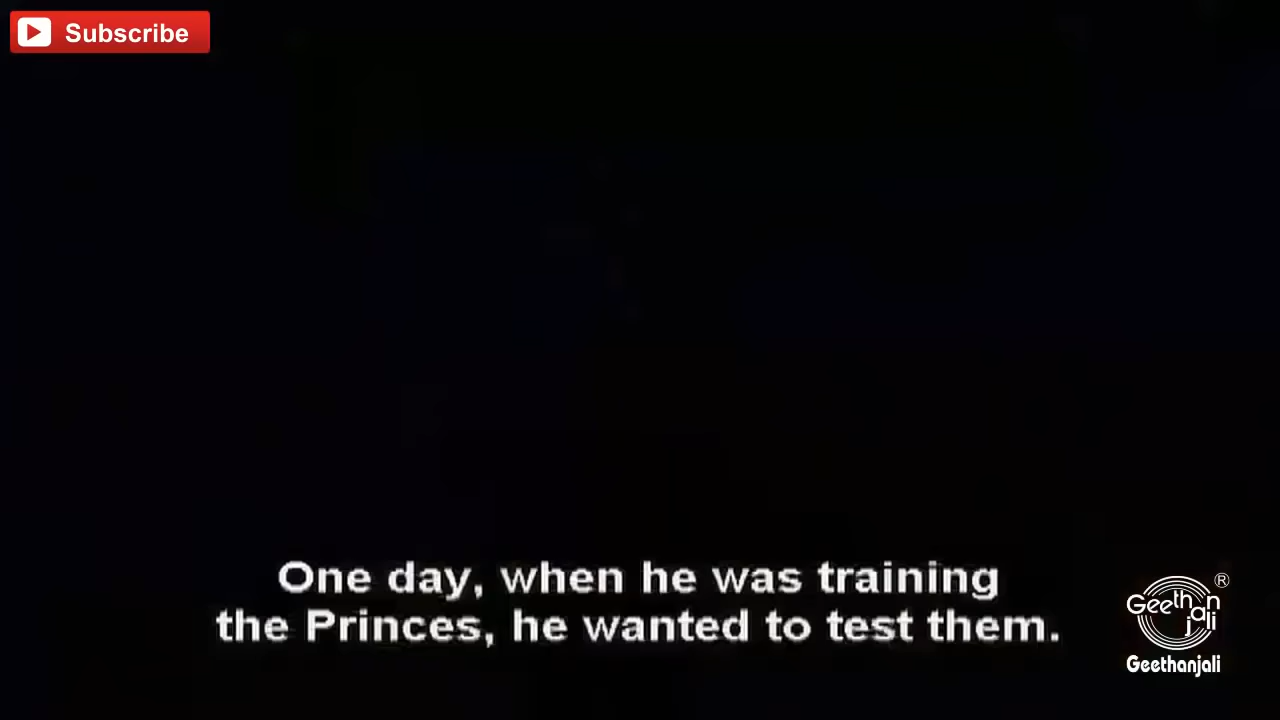 Subscribe
One day, when he was training
the Princes, he wanted to test them.
Geethanjali ®
Geethanjali